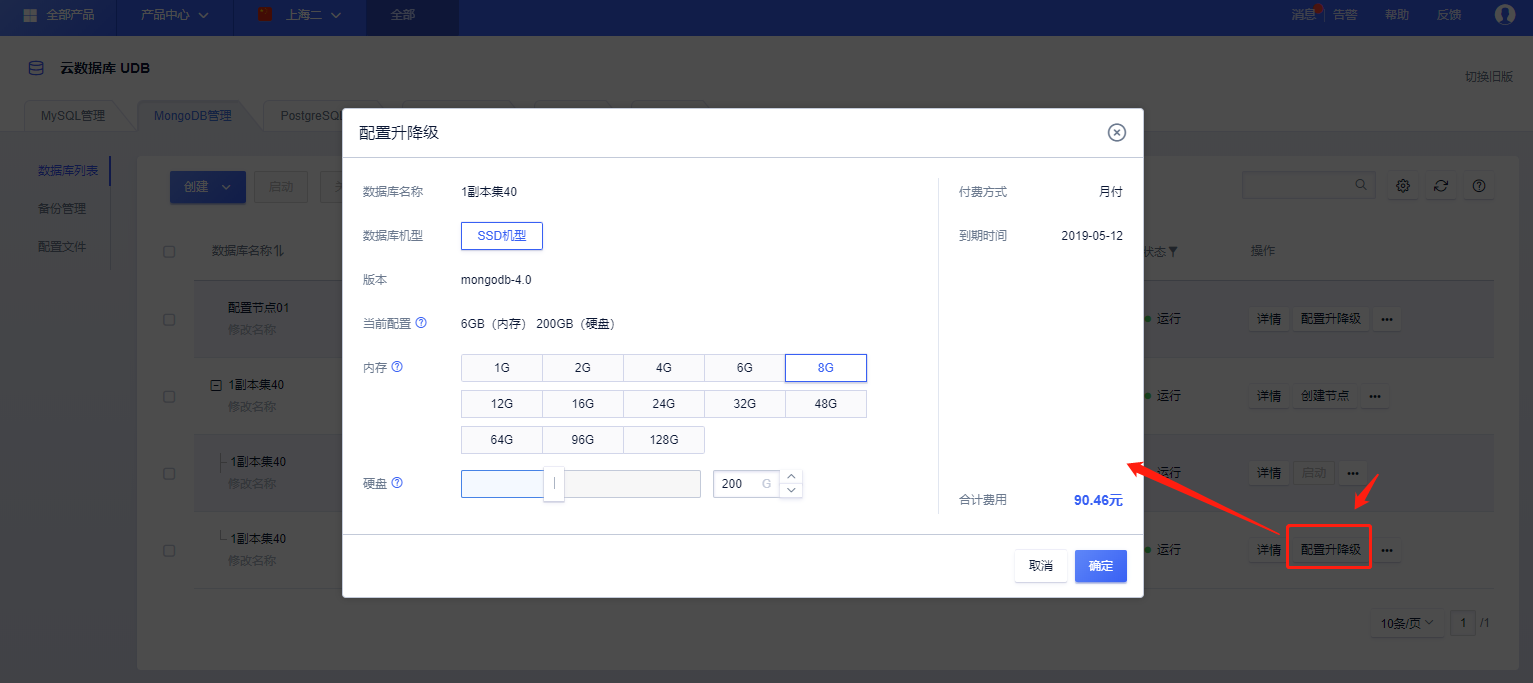 全部产品 产品中心 上海二 全部 消息 告警 帮助 反馈
云数据库 UDB
切换旧版
MySQL管理 MongoDB管理 PostgreSQL
数据库列表
备份管理
配置文件
创建 启动
数据库名称 状态 操作
配置节点01
修改名称
运行 详情 配置升降级 •••
1副本集40
修改名称
运行 详情 创建节点 •••
1副本集40
修改名称
运行 详情 启动 •••
1副本集40
修改名称
运行 详情 配置升降级 •••
10条/页 1 /1
配置升降级
数据库名称 1副本集40
数据库机型 SSD机型
版本 mongodb-4.0
当前配置 6GB（内存） 200GB（硬盘）
内存 1G 2G 4G 6G 8G
12G 16G 24G 32G 48G
64G 96G 128G
硬盘 200 G
付费方式 月付
到期时间 2019-05-12
合计费用 90.46元
取消 确定